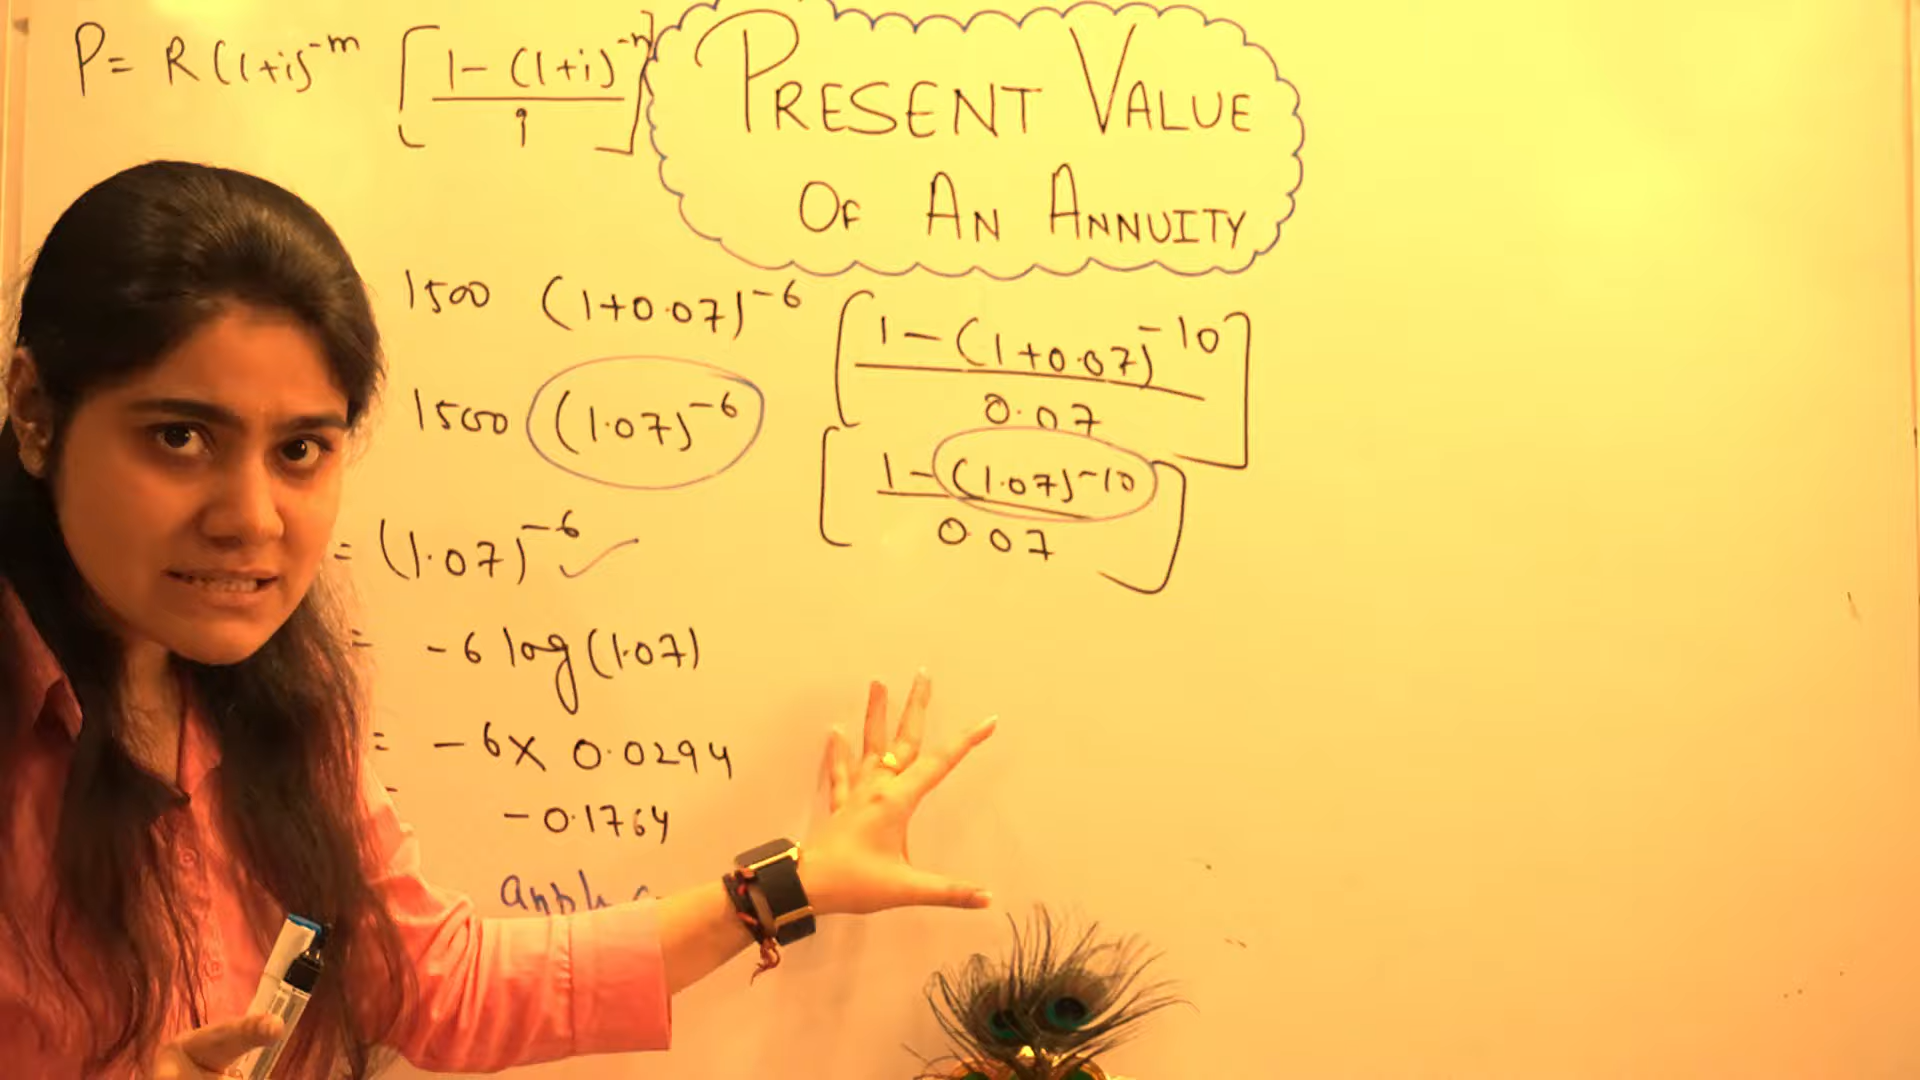 P= R(1+i)^-m [1-(1+i)^-n / i]
PRESENT VALUE
OF AN ANNUITY
1500 (1+0.07)^-6 [1-(1+0.07)^-10 / 0.07]
1500 (1.07)^-6 [1-(1.07)^-10 / 0.07]
= (1.07)^-6 ✓
= -6 log(1.07)
= -6× 0.0294
-0.1764